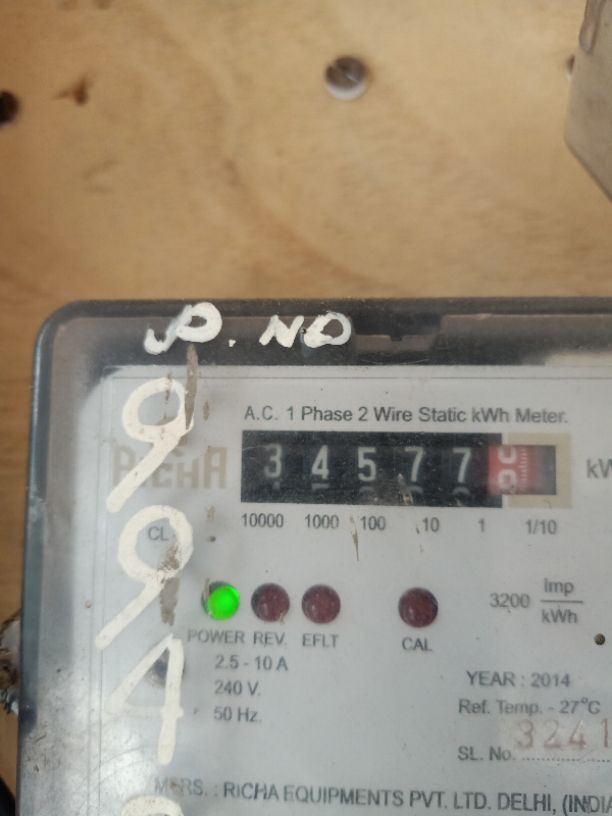 P. NO
A.C. 1 Phase 2 Wire Static kWh Meter.
RICHA
3 4 5 7 7
10000 1000 100 10 1 1/10
CL
3200 Imp/kWh
POWER REV. EFLT CAL
2.5 - 10 A
240 V.
50 Hz.
YEAR : 2014
Ref. Temp. - 27°C
SL. No. 3241
MFRS. : RICHA EQUIPMENTS PVT. LTD. DELHI, (INDIA